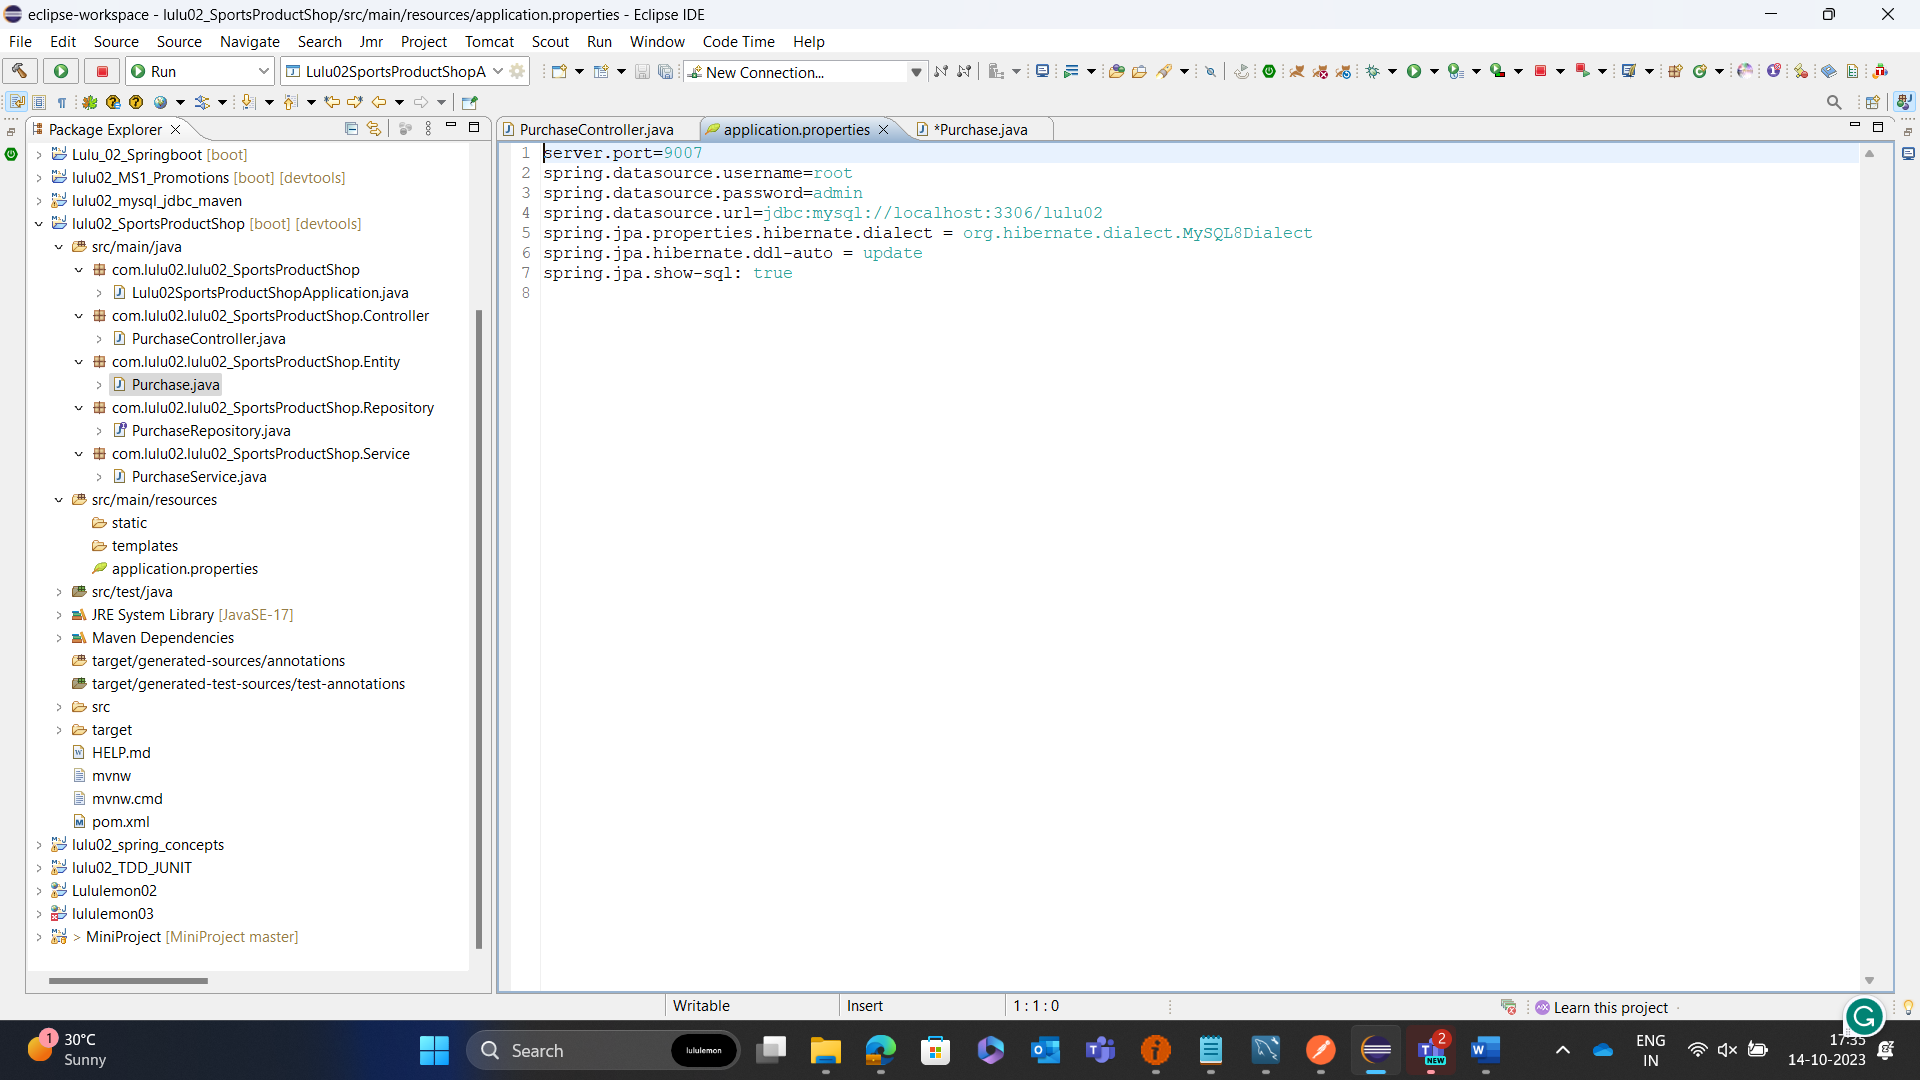 eclipse-workspace - lulu02_SportsProductShop/src/main/resources/application.properties - Eclipse IDE
File Edit Source Source Navigate Search Jmr Project Tomcat Scout Run Window Code Time Help
Run
Lulu02SportsProductShopA
New Connection...
Package Explorer
PurchaseController.java
application.properties
*Purchase.java
Lulu_02_Springboot [boot]
lulu02_MS1_Promotions [boot] [devtools]
lulu02_mysql_jdbc_maven
lulu02_SportsProductShop [boot] [devtools]
src/main/java
com.lulu02.lulu02_SportsProductShop
Lulu02SportsProductShopApplication.java
com.lulu02.lulu02_SportsProductShop.Controller
PurchaseController.java
com.lulu02.lulu02_SportsProductShop.Entity
Purchase.java
com.lulu02.lulu02_SportsProductShop.Repository
PurchaseRepository.java
com.lulu02.lulu02_SportsProductShop.Service
PurchaseService.java
src/main/resources
static
templates
application.properties
src/test/java
JRE System Library [JavaSE-17]
Maven Dependencies
target/generated-sources/annotations
target/generated-test-sources/test-annotations
src
target
HELP.md
mvnw
mvnw.cmd
pom.xml
lulu02_spring_concepts
lulu02_TDD_JUNIT
Lululemon02
lululemon03
> MiniProject [MiniProject master]
1 server.port=9007
2 spring.datasource.username=root
3 spring.datasource.password=admin
4 spring.datasource.url=jdbc:mysql://localhost:3306/lulu02
5 spring.jpa.properties.hibernate.dialect = org.hibernate.dialect.MySQL8Dialect
6 spring.jpa.hibernate.ddl-auto = update
7 spring.jpa.show-sql: true
8
Writable
Insert
1 : 1 : 0
Learn this project
1
30°C
Sunny
Search
lululemon
2
NEW
ENG
IN
17:35
14-10-2023